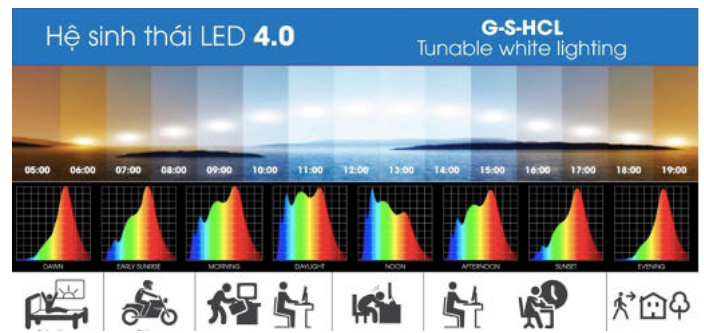 Hệ sinh thái LED 4.0
G-S-HCL
Tunable white lighting
05:00 06:00 07:00 08:00 09:00 10:00 11:00 12:00 13:00 14:00 15:00 16:00 17:00 18:00 19:00
DAWN EARLY SUNRISE MORNING DAYLIGHT NOON AFTERNOON SUNSET EVENING